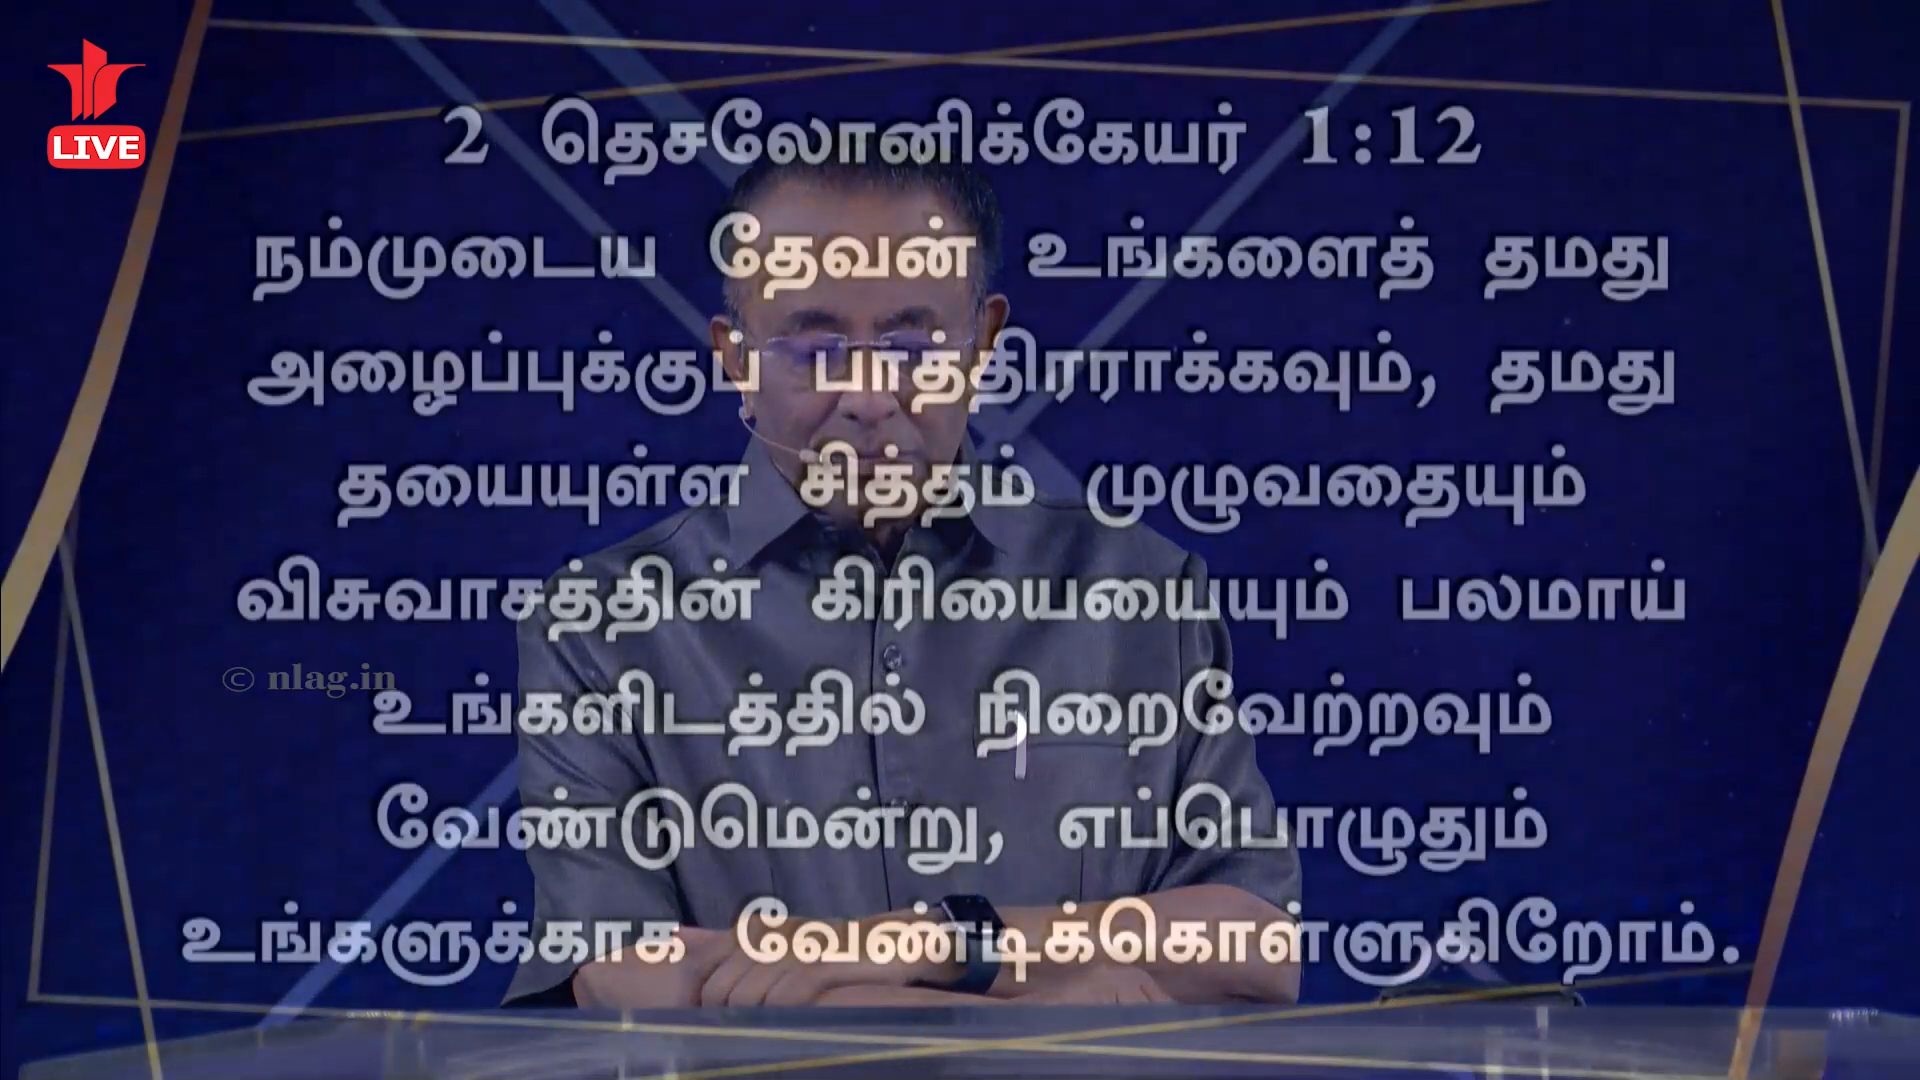 LIVE
2 தெசலோனிக்கேயர் 1:12
நம்முடைய தேவன் உங்களைத் தமது
அழைப்புக்குப் பாத்திரராக்கவும், தமது
தயையுள்ள சித்தம் முழுவதையும்
விசுவாசத்தின் கிரியையையும் பலமாய்
© nlag.in
உங்களிடத்தில் நிறைவேற்றவும்
வேண்டுமென்று, எப்பொழுதும்
உங்களுக்காக வேண்டிக்கொள்ளுகிறோம்.